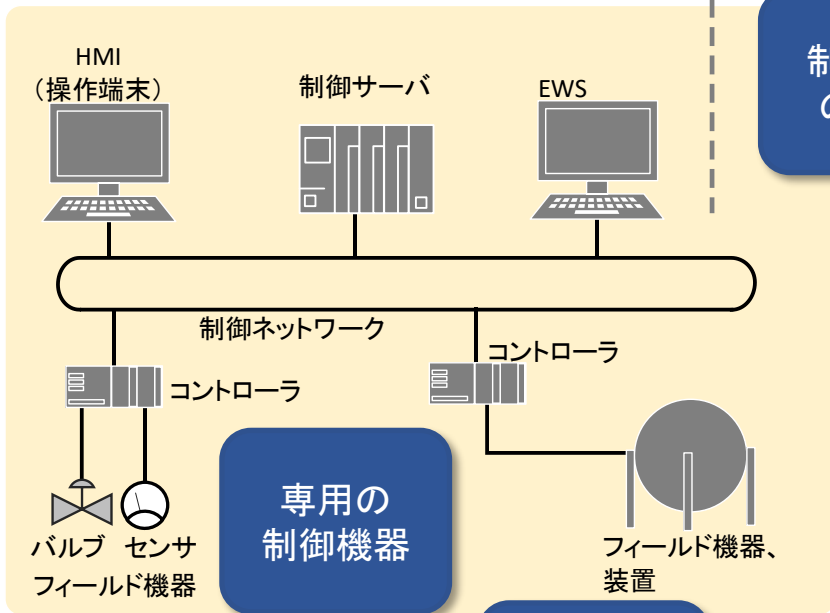 HMI
（操作端末）
制御サーバ
EWS
制
の
制御ネットワーク
コントローラ
コントローラ
専用の
制御機器
バルブ センサ
フィールド機器
フィールド機器、
装置